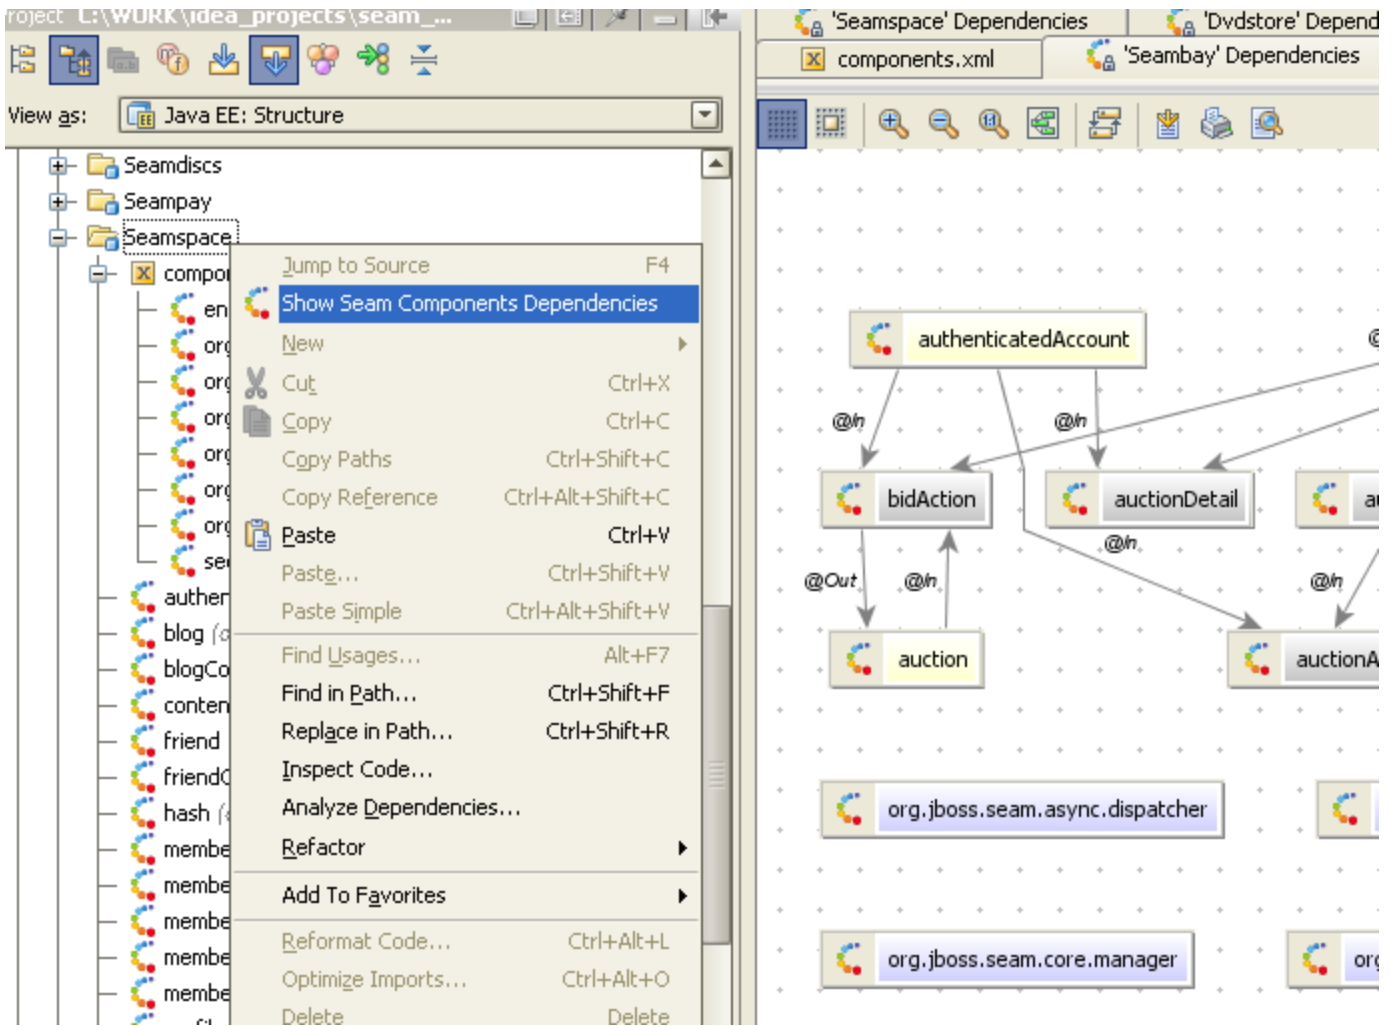 roject L:\WORK\idea_projects\seam_...
View as:
Java EE: Structure
Seamdiscs
Seampay
Seamspace
compor
en
org
org
org
org
org
org
se
auther
blog
blogCo
conten
friend
friendC
hash
membe
membe
membe
membe
membe
Jump to Source F4
Show Seam Components Dependencies
New
Cut Ctrl+X
Copy Ctrl+C
Copy Paths Ctrl+Shift+C
Copy Reference Ctrl+Alt+Shift+C
Paste Ctrl+V
Paste... Ctrl+Shift+V
Paste Simple Ctrl+Alt+Shift+V
Find Usages... Alt+F7
Find in Path... Ctrl+Shift+F
Replace in Path... Ctrl+Shift+R
Inspect Code...
Analyze Dependencies...
Refactor
Add To Favorites
Reformat Code... Ctrl+Alt+L
Optimize Imports... Ctrl+Alt+O
Delete Delete
'Seamspace' Dependencies
'Dvdstore' Depend
components.xml
'Seambay' Dependencies
authenticatedAccount
@In
@In
bidAction
auctionDetail
@Out
@In
@In
@In
auction
auctionA
org.jboss.seam.async.dispatcher
org.jboss.seam.core.manager
org